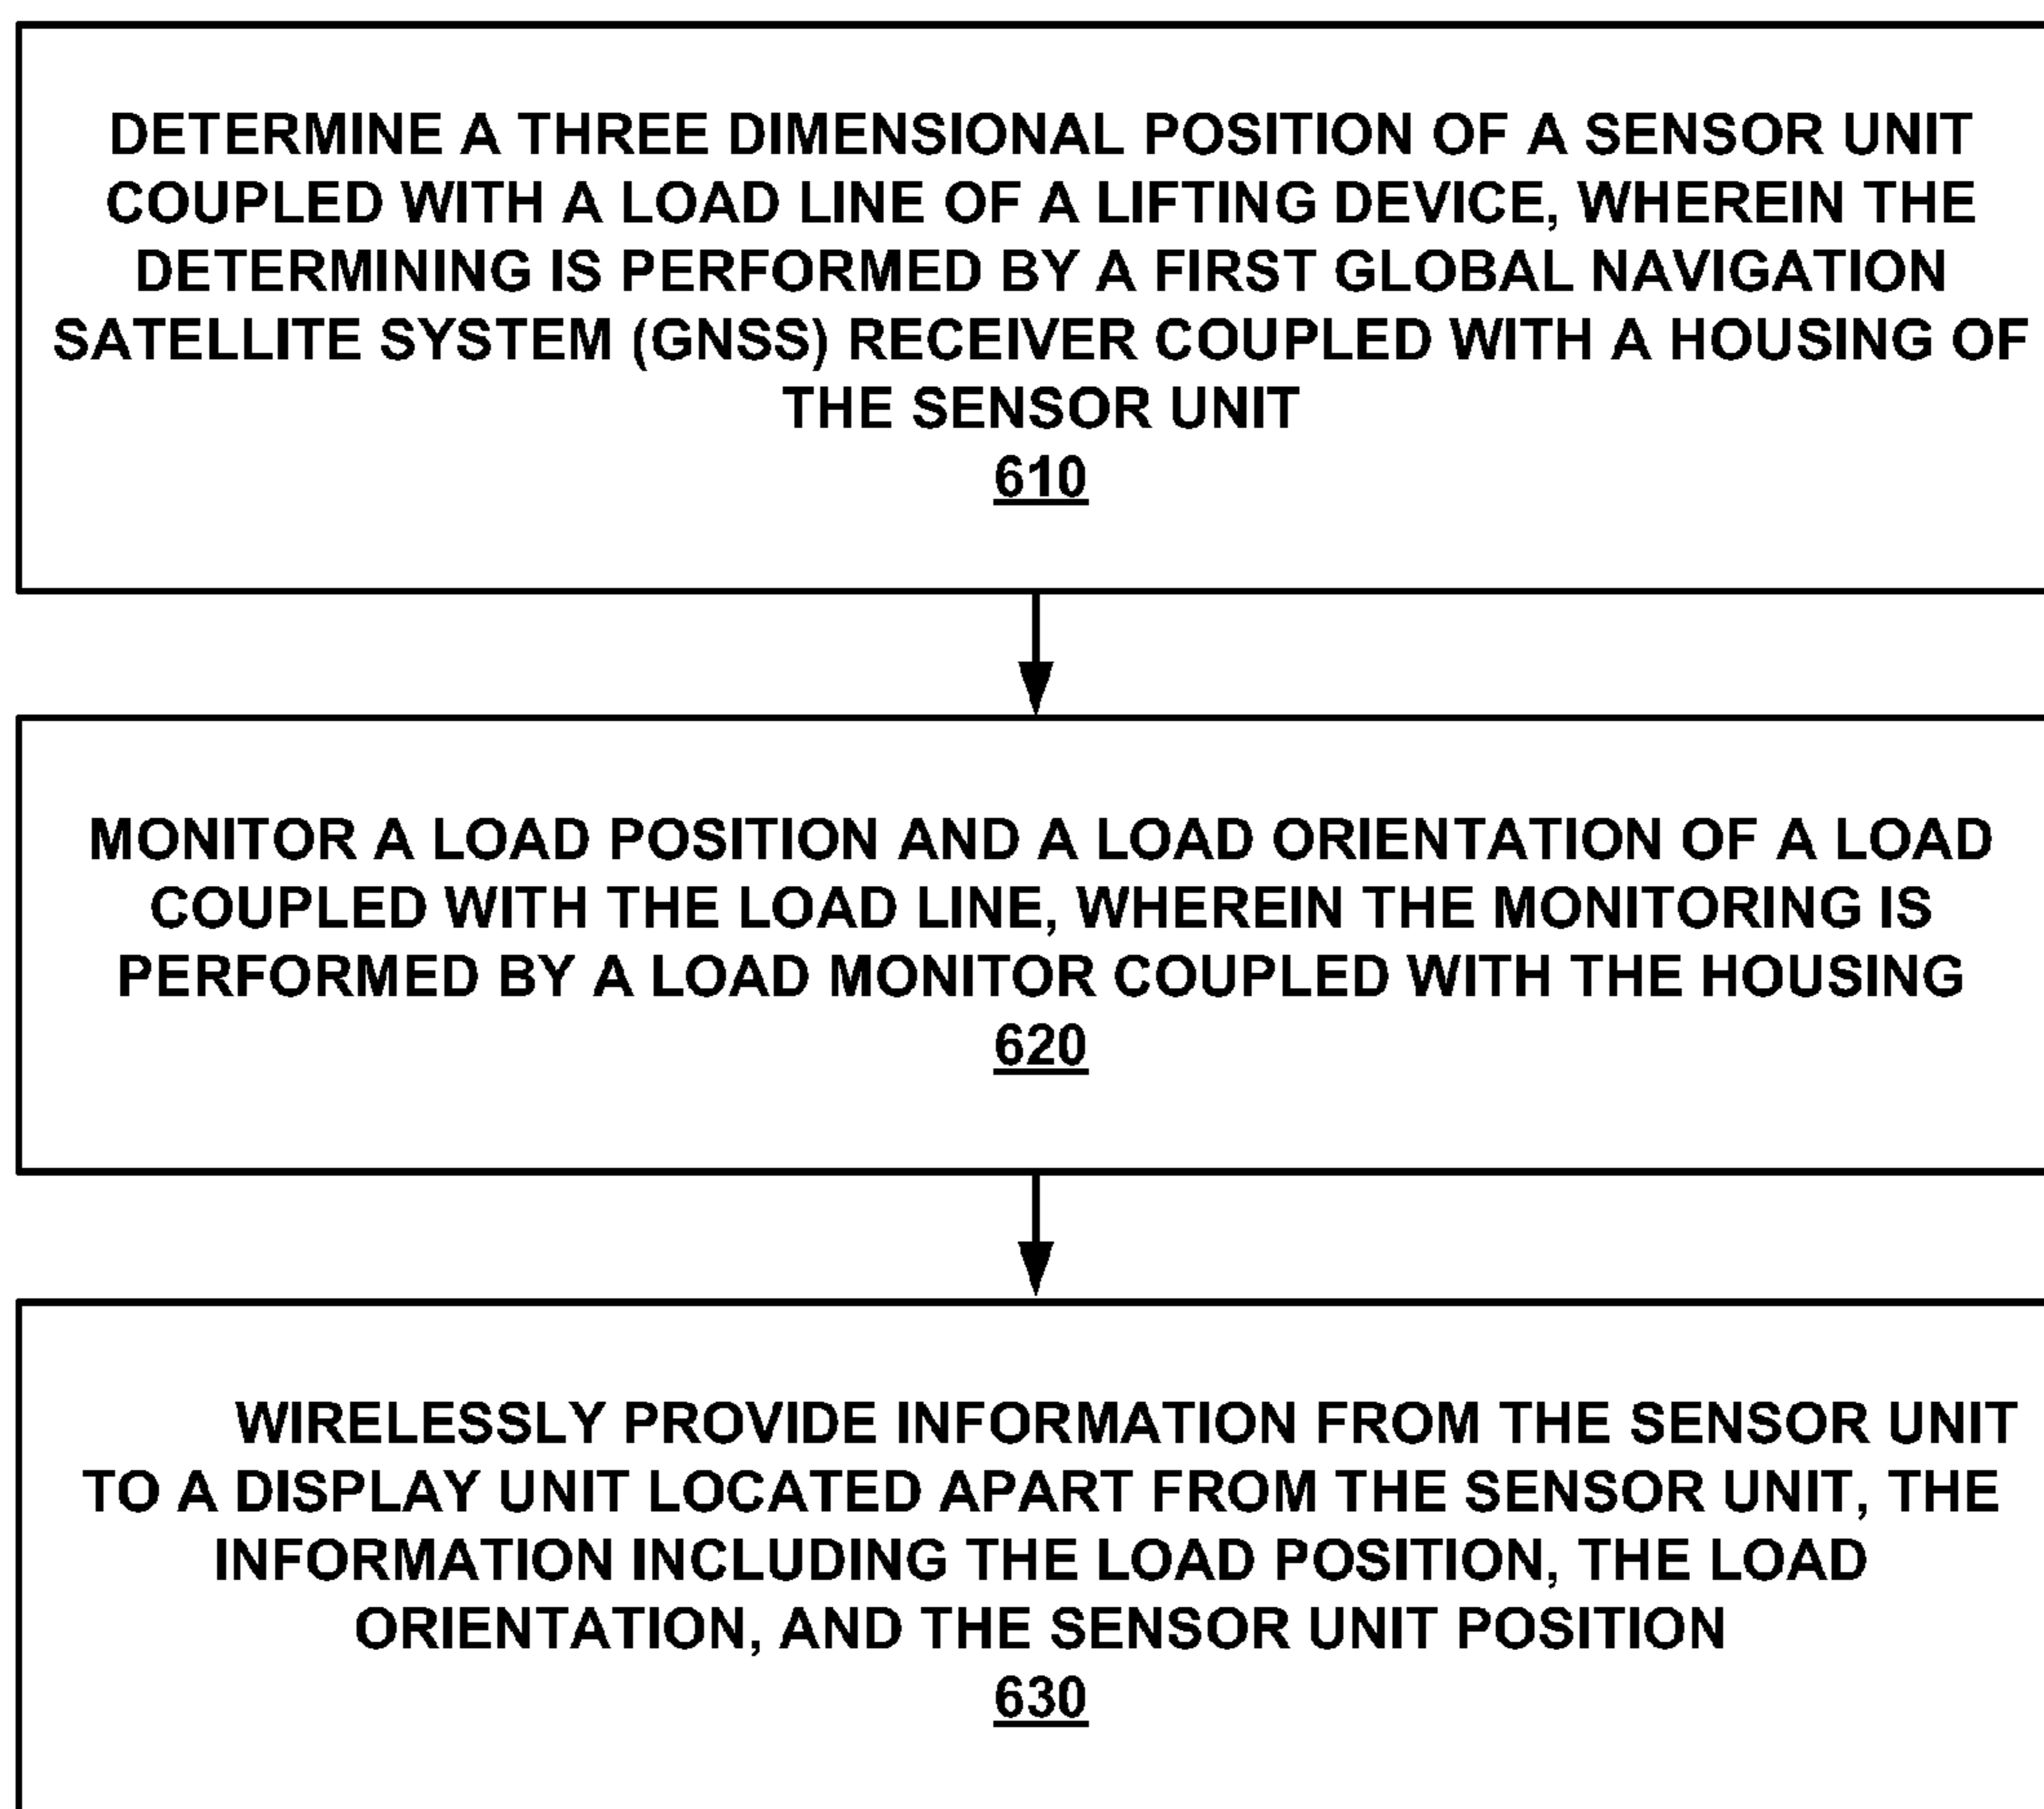 DETERMINE A THREE DIMENSIONAL POSITION OF A SENSOR UNIT
COUPLED WITH A LOAD LINE OF A LIFTING DEVICE, WHEREIN THE
DETERMINING IS PERFORMED BY A FIRST GLOBAL NAVIGATION
SATELLITE SYSTEM (GNSS) RECEIVER COUPLED WITH A HOUSING OF
THE SENSOR UNIT
610
MONITOR A LOAD POSITION AND A LOAD ORIENTATION OF A LOAD
COUPLED WITH THE LOAD LINE, WHEREIN THE MONITORING IS
PERFORMED BY A LOAD MONITOR COUPLED WITH THE HOUSING
620
WIRELESSLY PROVIDE INFORMATION FROM THE SENSOR UNIT
TO A DISPLAY UNIT LOCATED APART FROM THE SENSOR UNIT, THE
INFORMATION INCLUDING THE LOAD POSITION, THE LOAD
ORIENTATION, AND THE SENSOR UNIT POSITION
630